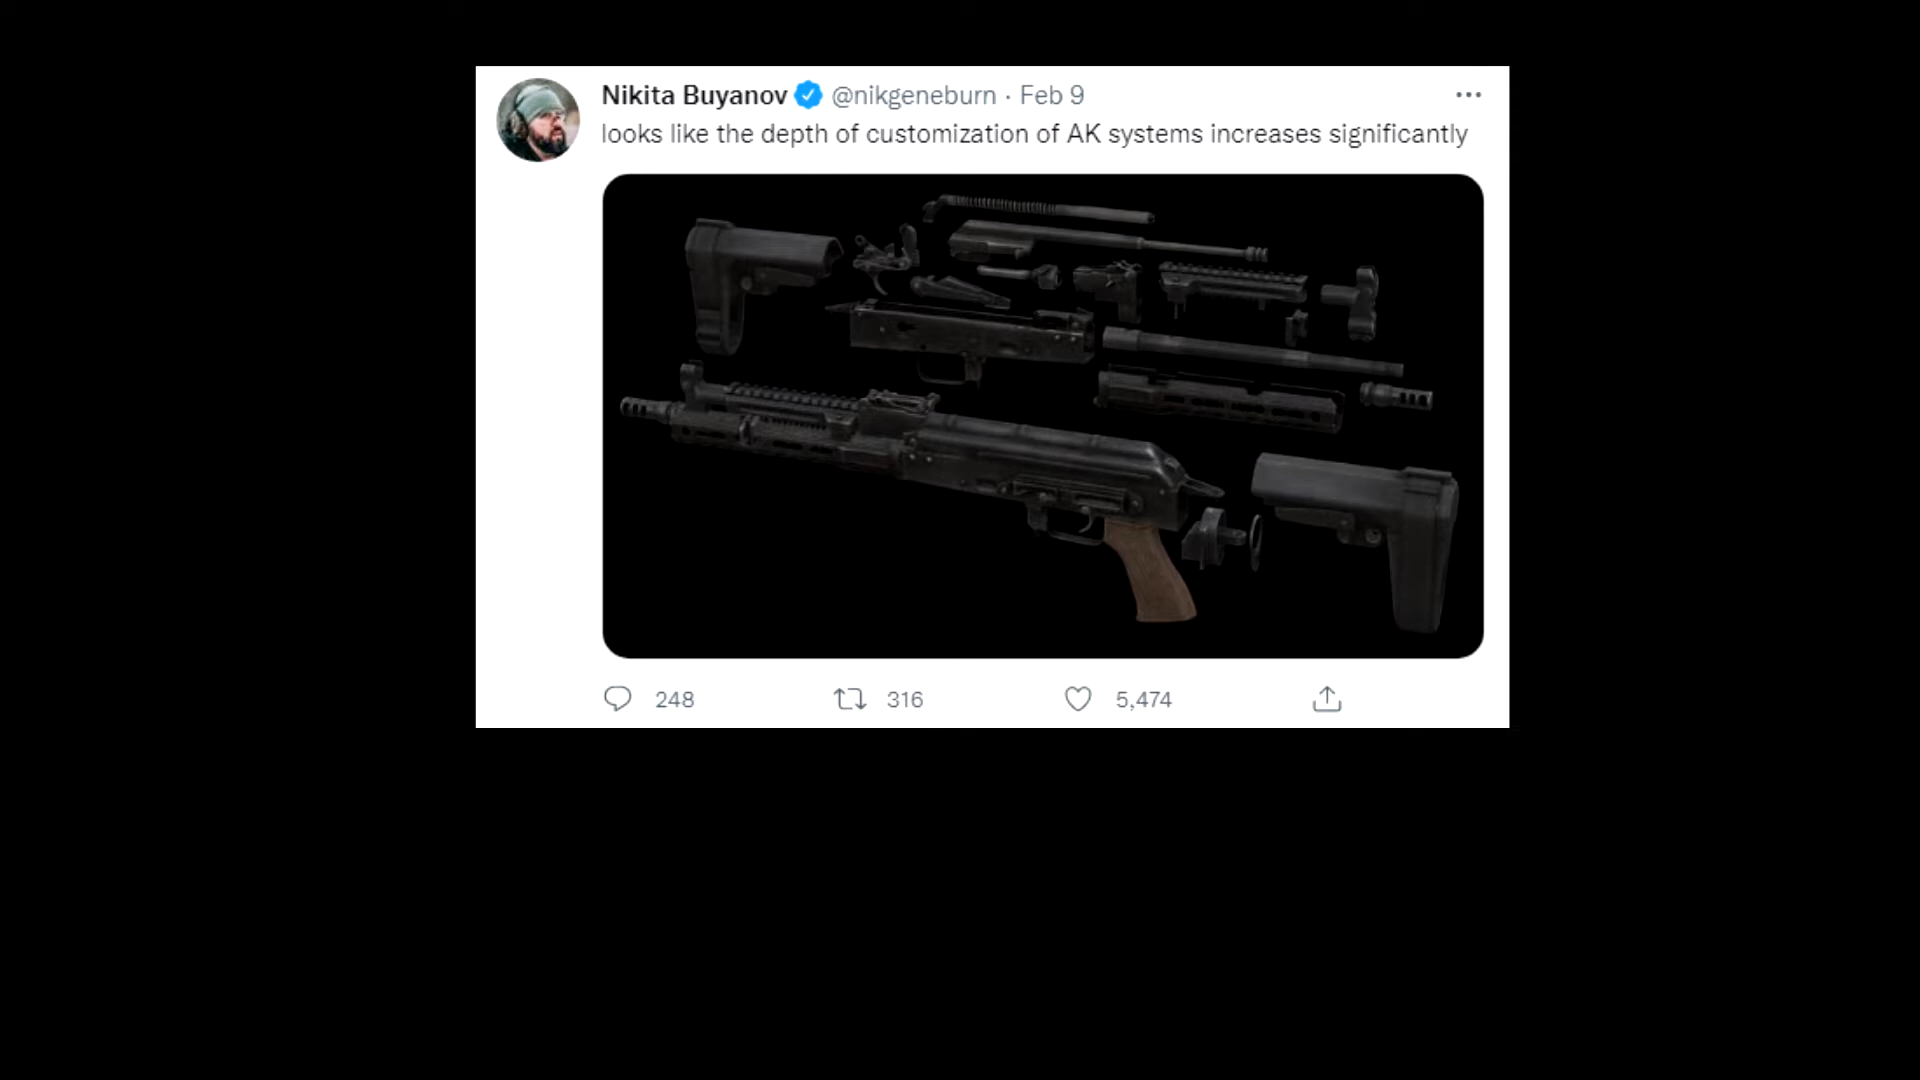 Nikita Buyanov @nikgeneburn · Feb 9
looks like the depth of customization of AK systems increases significantly
248 316 5,474